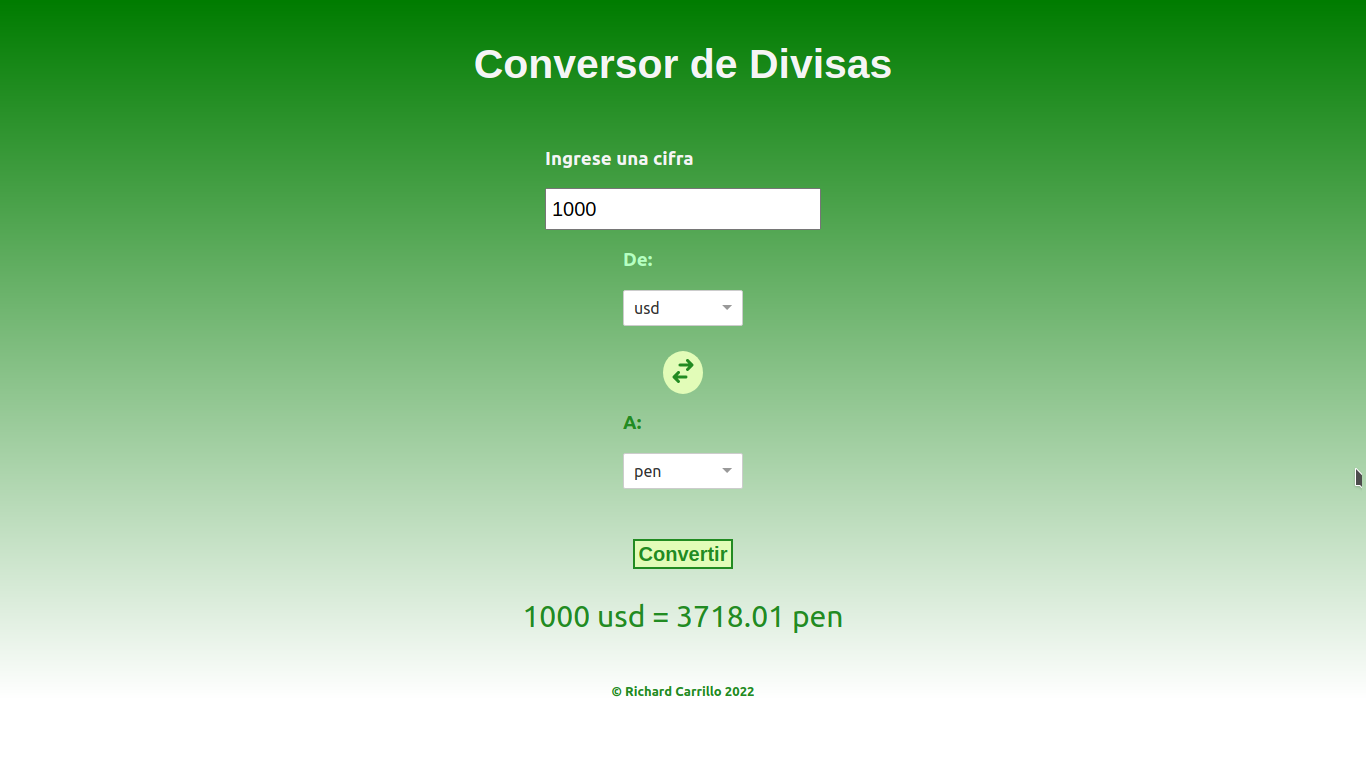 Conversor de Divisas
Ingrese una cifra
1000
De:
usd
A:
pen
Convertir
1000 usd = 3718.01 pen
© Richard Carrillo 2022